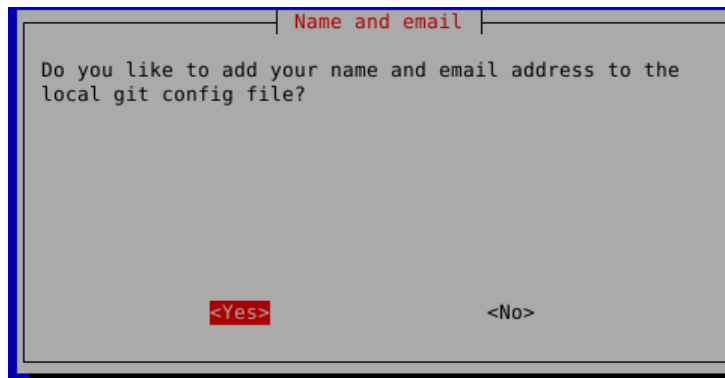 Name and email
Do you like to add your name and email address to the
local git config file?
<Yes> <No>